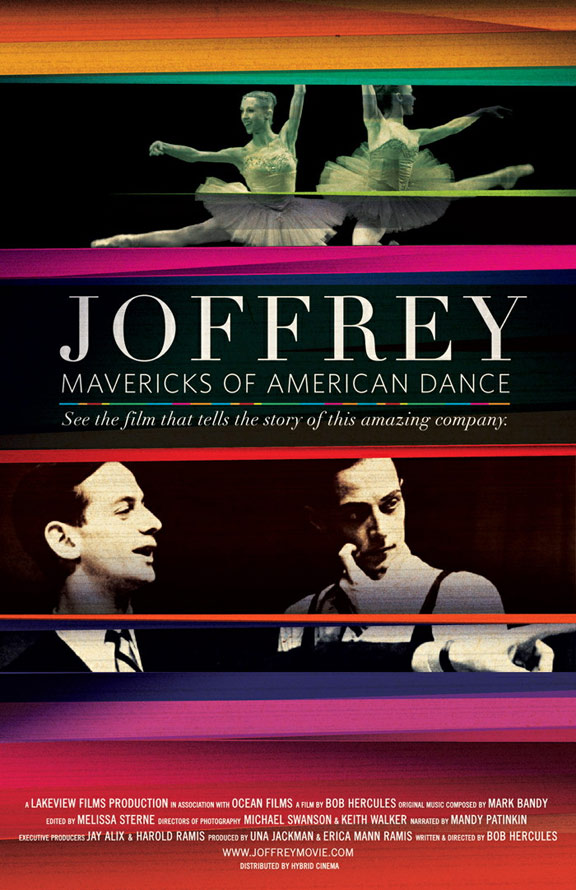 JOFFREY
MAVERICKS OF AMERICAN DANCE
See the film that tells the story of this amazing company.
A LAKEVIEW FILMS PRODUCTION IN ASSOCIATION WITH OCEAN FILMS A FILM BY BOB HERCULES ORIGINAL MUSIC COMPOSED BY MARK BANDY
EDITED BY MELISSA STERNE DIRECTORS OF PHOTOGRAPHY MICHAEL SWANSON & KEITH WALKER NARRATED BY MANDY PATINKIN
EXECUTIVE PRODUCERS JAY ALIX & HAROLD RAMIS PRODUCED BY UNA JACKMAN & ERICA MANN RAMIS WRITTEN & DIRECTED BY BOB HERCULES
WWW.JOFFREYMOVIE.COM
DISTRIBUTED BY HYBRID CINEMA